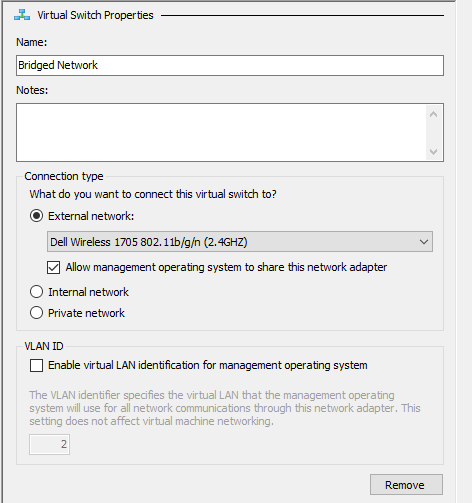 Virtual Switch Properties
Name:
Bridged Network
Notes:
Connection type
What do you want to connect this virtual switch to?
External network:
Dell Wireless 1705 802.11b/g/n (2.4GHZ)
Allow management operating system to share this network adapter
Internal network
Private network
VLAN ID
Enable virtual LAN identification for management operating system
The VLAN identifier specifies the virtual LAN that the management operating
system will use for all network communications through this network adapter. This
setting does not affect virtual machine networking.
2
Remove